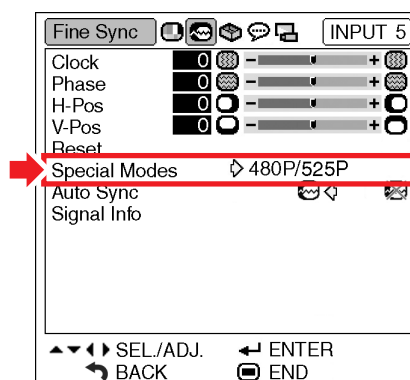 Fine Sync INPUT 5
Clock 0 - +
Phase 0 - +
H-Pos 0 - +
V-Pos 0 - +
Reset
Special Modes 480P/525P
Auto Sync
Signal Info
SEL./ADJ. ENTER
BACK END